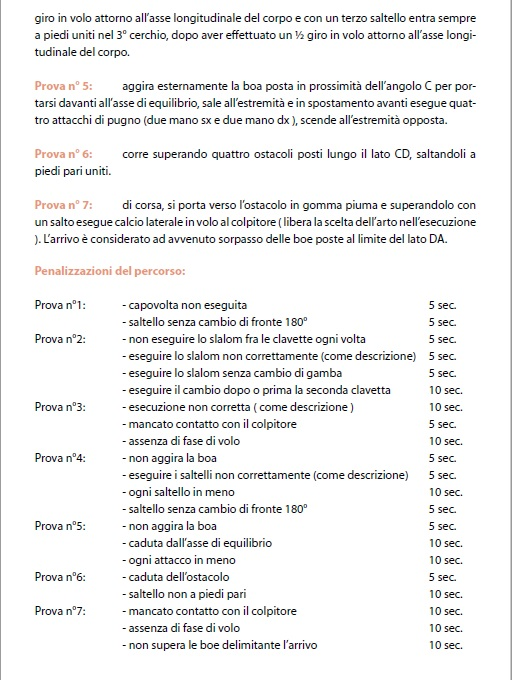 giro in volo attorno all'asse longitudinale del corpo e con un terzo saltello entra sempre
a piedi uniti nel 3° cerchio, dopo aver effettuato un ½ giro in volo attorno all'asse longi-
tudinale del corpo.
Prova n° 5: aggira esternamente la boa posta in prossimità dell'angolo C per por-
tarsi davanti all'asse di equilibrio, sale all'estremità e in spostamento avanti esegue quat-
tro attacchi di pugno (due mano sx e due mano dx ), scende all'estremità opposta.
Prova n° 6: corre superando quattro ostacoli posti lungo il lato CD, saltandoli a
piedi pari uniti.
Prova n° 7: di corsa, si porta verso l'ostacolo in gomma piuma e superandolo con
un salto esegue calcio laterale in volo al colpitore ( libera la scelta dell'arto nell'esecuzione
). L'arrivo è considerato ad avvenuto sorpasso delle boe poste al limite del lato DA.
Penalizzazioni del percorso:
Prova n°1: - capovolta non eseguita 5 sec.
- saltello senza cambio di fronte 180° 5 sec.
Prova n°2: - non eseguire lo slalom fra le clavette ogni volta 5 sec.
- eseguire lo slalom non correttamente (come descrizione) 5 sec.
- eseguire lo slalom senza cambio di gamba 5 sec.
- eseguire il cambio dopo o prima la seconda clavetta 10 sec.
Prova n°3: - esecuzione non corretta ( come descrizione ) 10 sec.
- mancato contatto con il colpitore 5 sec.
- assenza di fase di volo 10 sec.
Prova n°4: - non aggira la boa 5 sec.
- eseguire i saltelli non correttamente (come descrizione) 5 sec.
- ogni saltello in meno 10 sec.
- saltello senza cambio di fronte 180° 5 sec.
Prova n°5: - non aggira la boa 5 sec.
- caduta dall'asse di equilibrio 10 sec.
- ogni attacco in meno 10 sec.
Prova n°6: - caduta dell'ostacolo 5 sec.
- saltello non a piedi pari 10 sec.
Prova n°7: - mancato contatto con il colpitore 10 sec.
- assenza di fase di volo 10 sec.
- non supera le boe delimitante l'arrivo 10 sec.